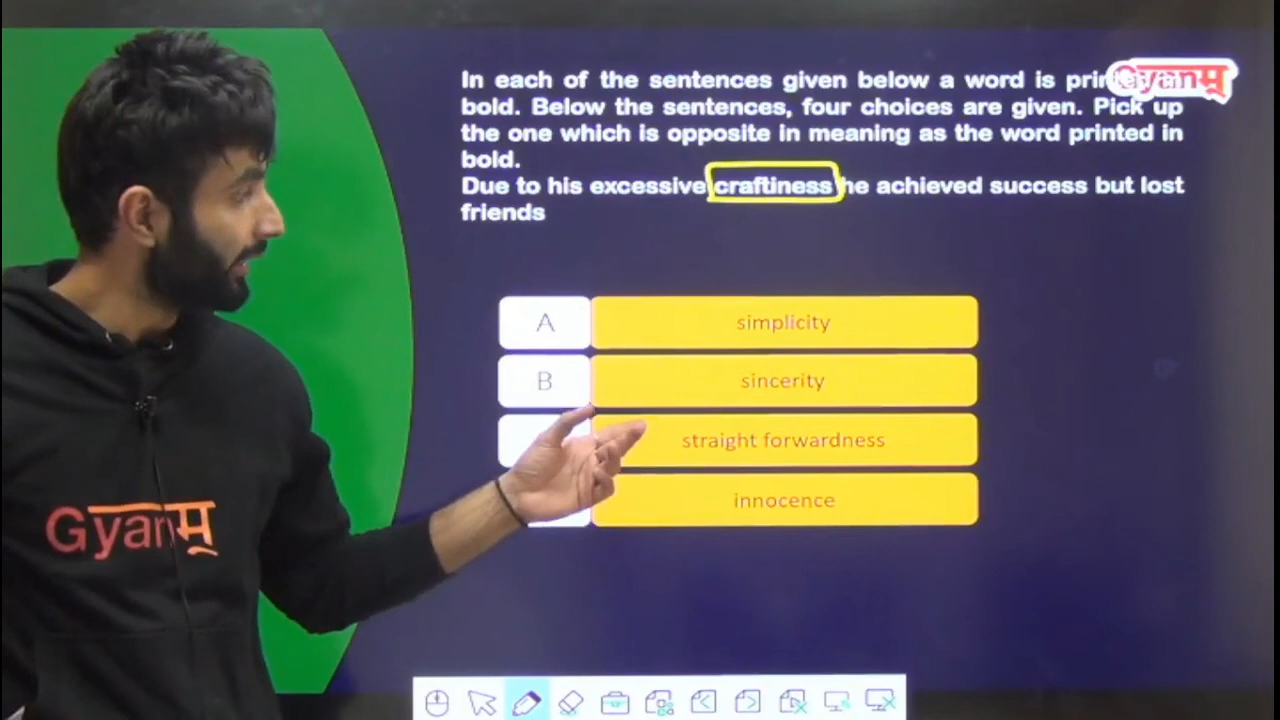 In each of the sentences given below a word is printed in
bold. Below the sentences, four choices are given. Pick up
the one which is opposite in meaning as the word printed in
bold.
Due to his excessive craftiness he achieved success but lost
friends
Gyanम्
A simplicity
B sincerity
straight forwardness
innocence
Gyanम्